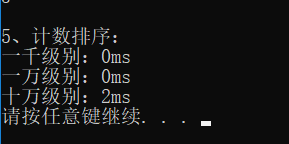 5、计数排序：
一千级别：0ms
一万级别：0ms
十万级别：2ms
请按任意键继续. . .